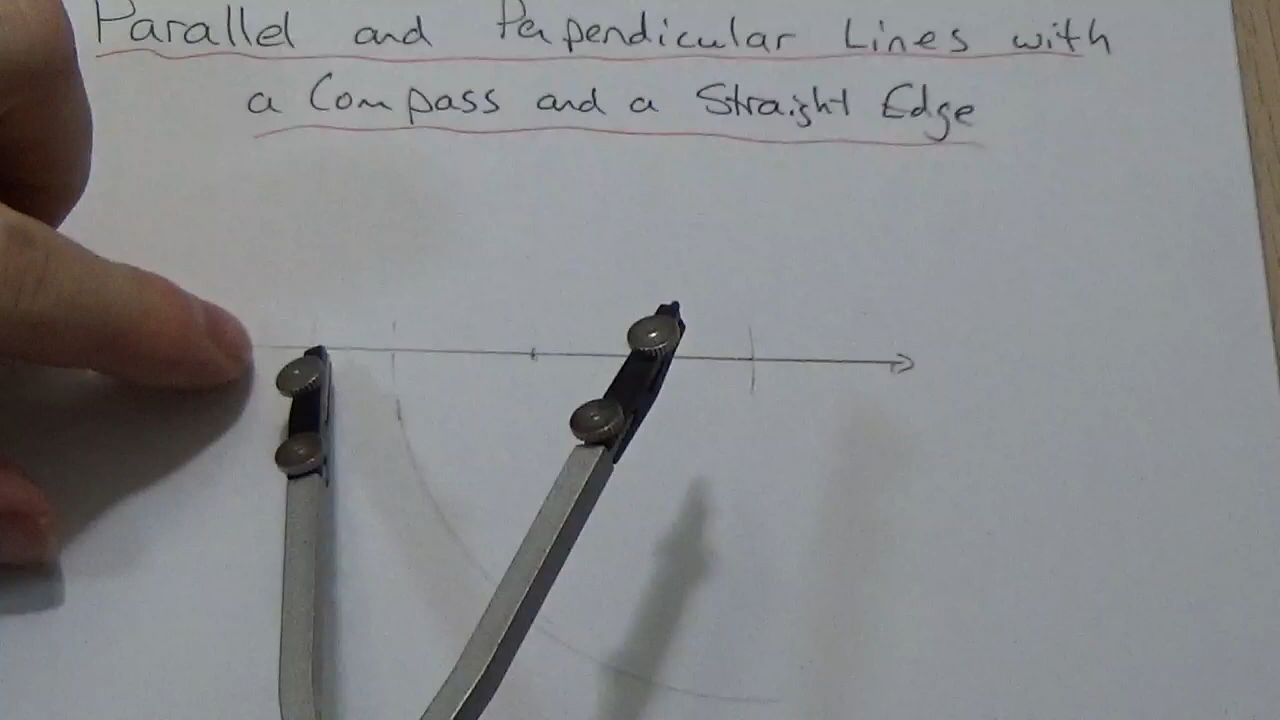 Parallel and Perpendicular Lines with
a Compass and a Straight Edge